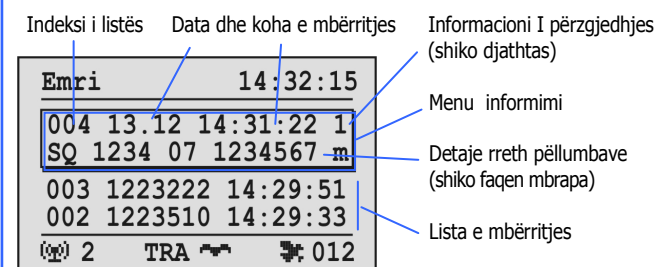 Indeksi i listës
Data dhe koha e mbërritjes
Informacioni I përzgjedhjes
(shiko djathtas)
Emri 14:32:15
004 13.12 14:31:22 1
SQ 1234 07 1234567 m
003 1223222 14:29:51
002 1223510 14:29:33
2 TRA 012
Menu informimi
Detaje rreth pëllumbave
(shiko faqen mbrapa)
Lista e mbërritjes